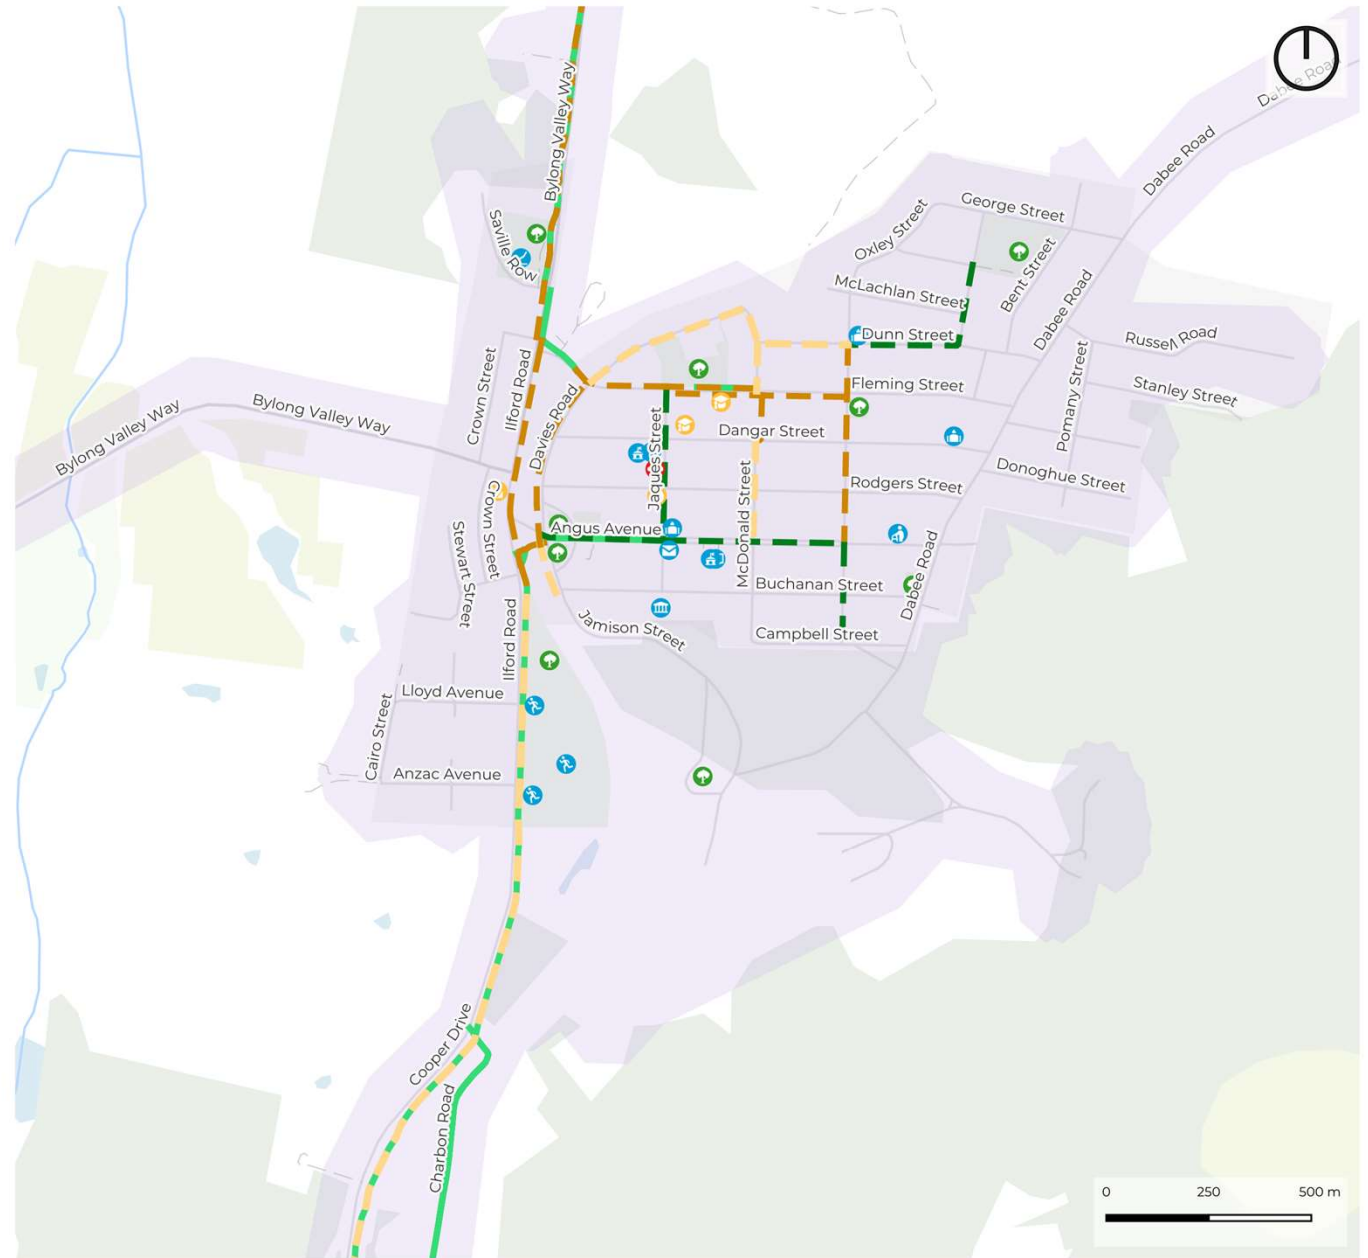 Dabee Road
Dabee Road
Bylong Valley Way
George Street
Saville Row
Oxley Street
Bent Street
McLachlan Street
Dabee Road
Dunn Street
Russell Road
Crown Street
Ilford Road
Fleming Street
Pomany Street
Stanley Street
Bylong Valley Way
Bylong Valley Way
Davies Road
Jaques Street
Dangar Street
Donoghue Street
Rodgers Street
Crown Street
Stewart Street
Angus Avenue
McDonald Street
Dabee Road
Buchanan Street
Jamison Street
Campbell Street
Ilford Road
Lloyd Avenue
Cairo Street
Anzac Avenue
Cooper Drive
Charbon Road
0 250 500 m